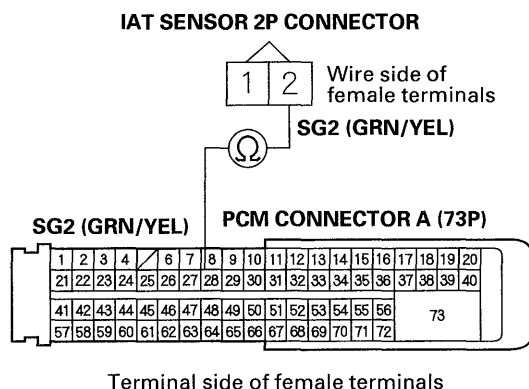 IAT SENSOR 2P CONNECTOR
1 2
Wire side of
female terminals
SG2 (GRN/YEL)
Ω
SG2 (GRN/YEL)
PCM CONNECTOR A (73P)
1 2 3 4 6 7 8 9 10 11 12 13 14 15 16 17 18 19 20
21 22 23 24 25 26 27 28 29 30 31 32 33 34 35 36 37 38 39 40
41 42 43 44 45 46 47 48 49 50 51 52 53 54 55 56 73
57 58 59 60 61 62 63 64 65 66 67 68 69 70 71 72
Terminal side of female terminals